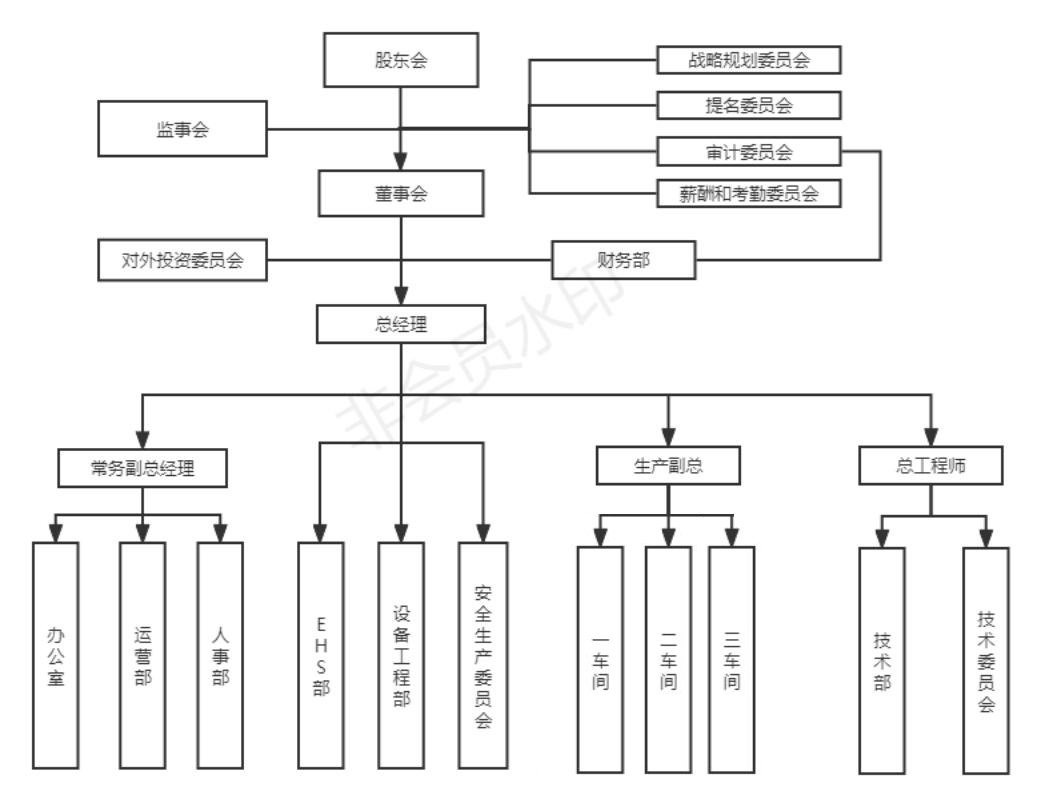 股东会
战略规划委员会
提名委员会
监事会
审计委员会
董事会
薪酬和考勤委员会
对外投资委员会
财务部
总经理
非会员水印
常务副总经理
生产副总
总工程师
办公室
运营部
人事部
EHS部
设备工程部
安全生产委员会
一车间
二车间
三车间
技术部
技术委员会